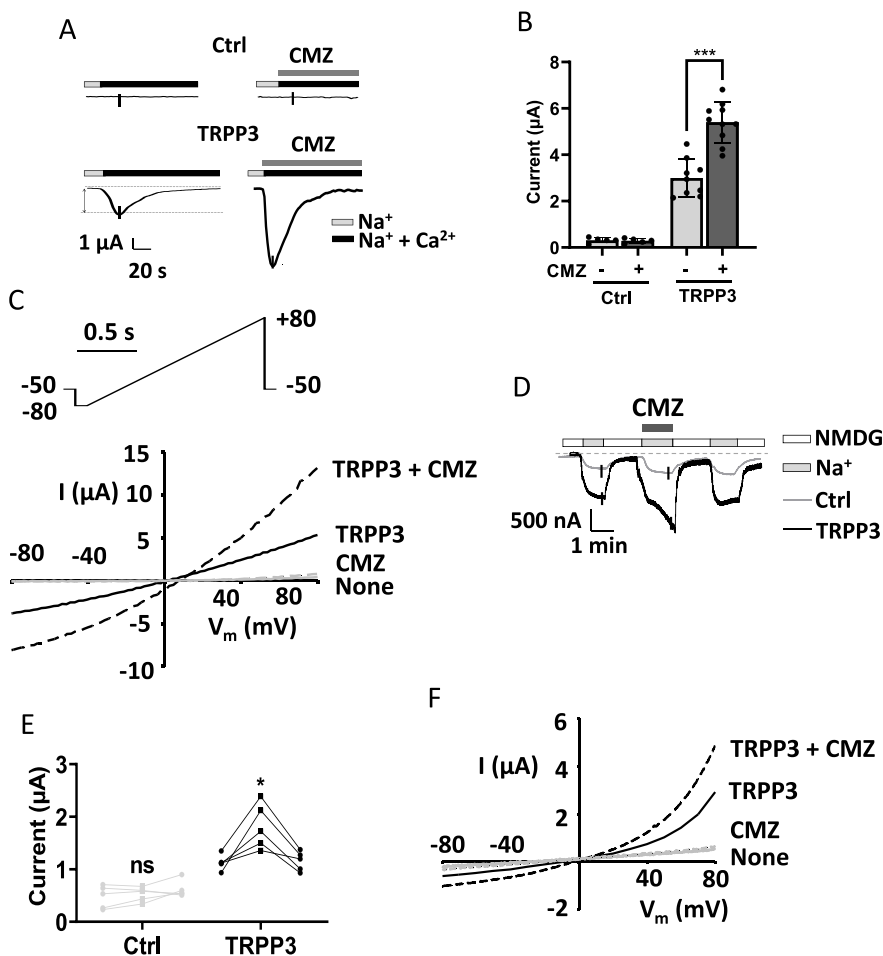 A
Ctrl
CMZ
TRPP3
CMZ
1 µA
20 s
Na⁺
Na⁺ + Ca²⁺
B
***
Current (µA)
8
6
4
2
0
CMZ - + - +
Ctrl TRPP3
C
0.5 s
+80
-50
-80
-50
15
I (µA)
10
5
-5
-10
-80 -40
40 80
Vₘ (mV)
TRPP3 + CMZ
TRPP3
CMZ
None
D
CMZ
NMDG
Na⁺
Ctrl
TRPP3
500 nA
1 min
E
Current (µA)
3
2
1
0
ns
*
Ctrl TRPP3
F
6
I (µA)
4
2
-2
-80 -40
40 80
Vₘ (mV)
TRPP3 + CMZ
TRPP3
CMZ
None